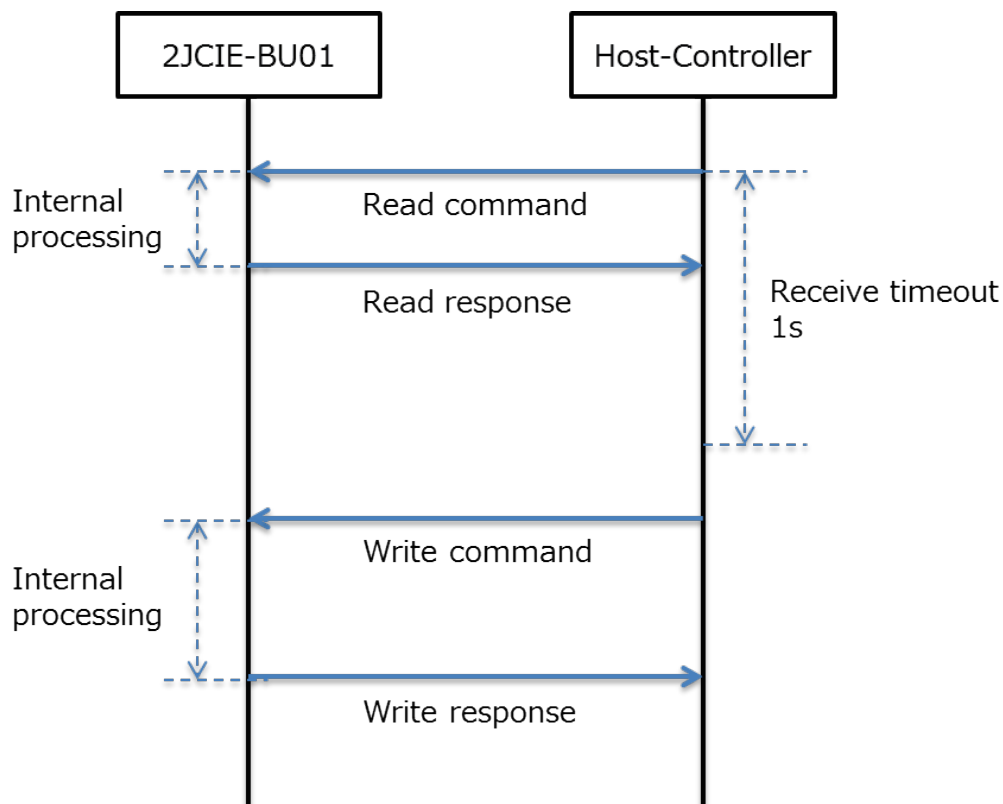 2JCIE-BU01
Host-Controller
Internal
processing
Read command
Read response
Receive timeout
1s
Internal
processing
Write command
Write response